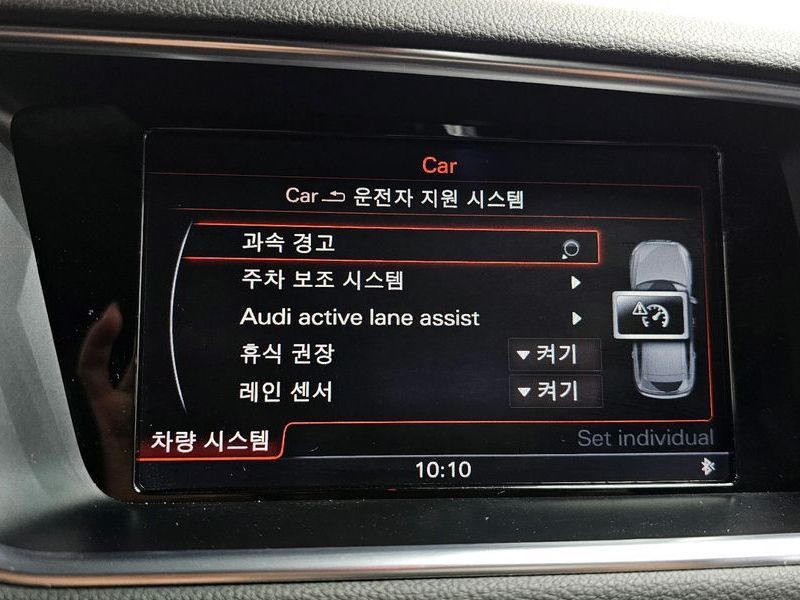 Car
Car 운전자 지원 시스템
과속 경고
주차 보조 시스템
Audi active lane assist
휴식 권장 켜기
레인 센서 켜기
차량 시스템 Set individual
10:10